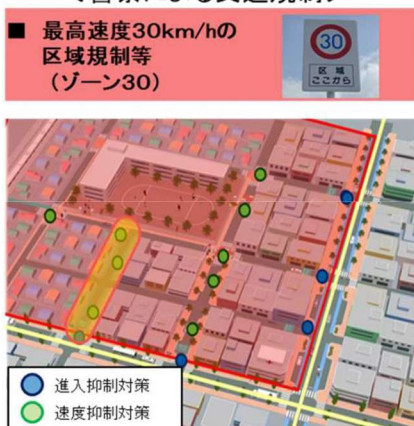 ■ 最高速度30km/hの
区域規制等
(ゾーン30)
30
区域
ここから
進入抑制対策
速度抑制対策